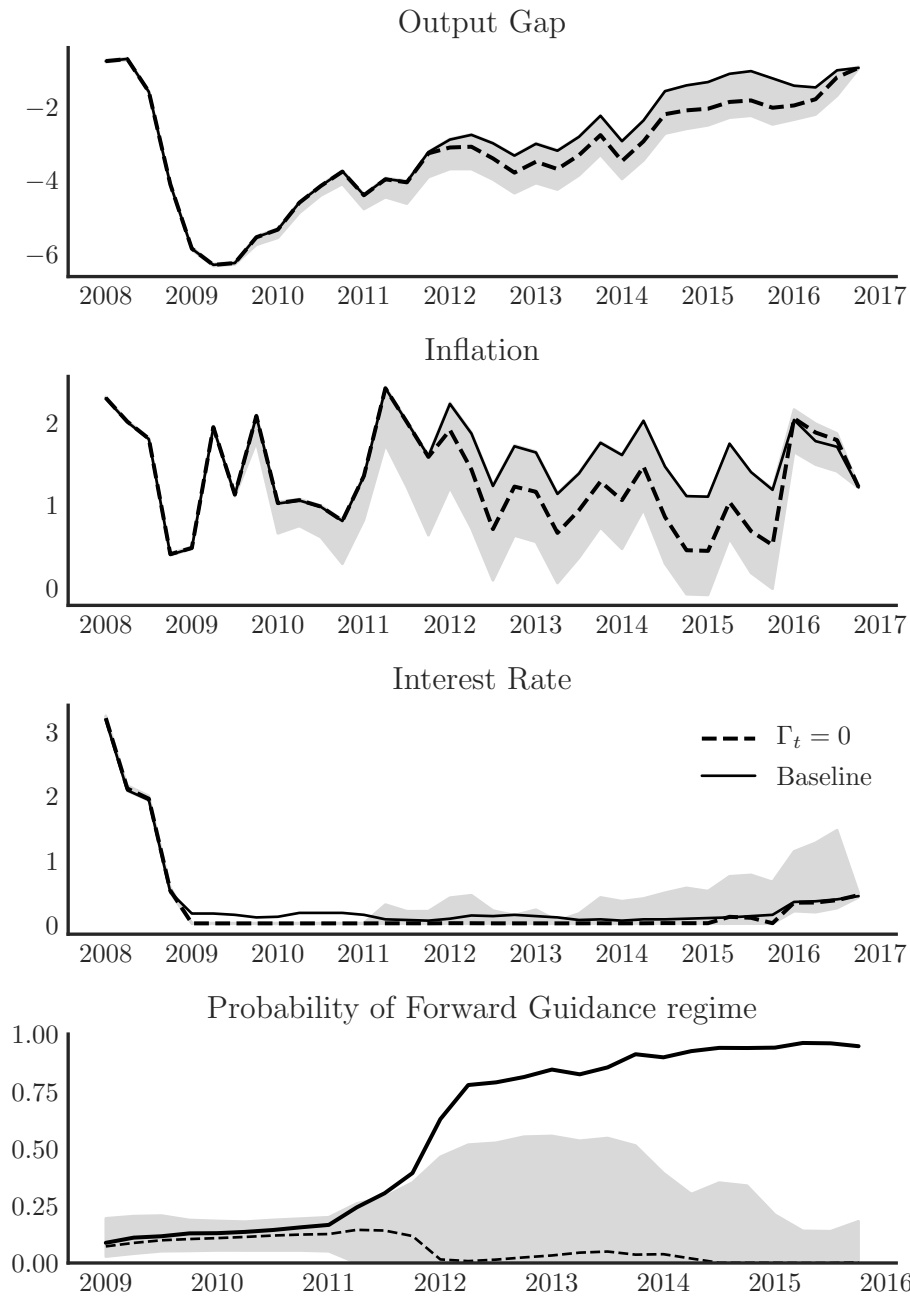 Output Gap
−2
−4
−6
2008 2009 2010 2011 2012 2013 2014 2015 2016 2017
Inflation
2
1
0
2008 2009 2010 2011 2012 2013 2014 2015 2016 2017
Interest Rate
3
2
1
0
Γt = 0
Baseline
2008 2009 2010 2011 2012 2013 2014 2015 2016 2017
Probability of Forward Guidance regime
1.00
0.75
0.50
0.25
0.00
2009 2010 2011 2012 2013 2014 2015 2016